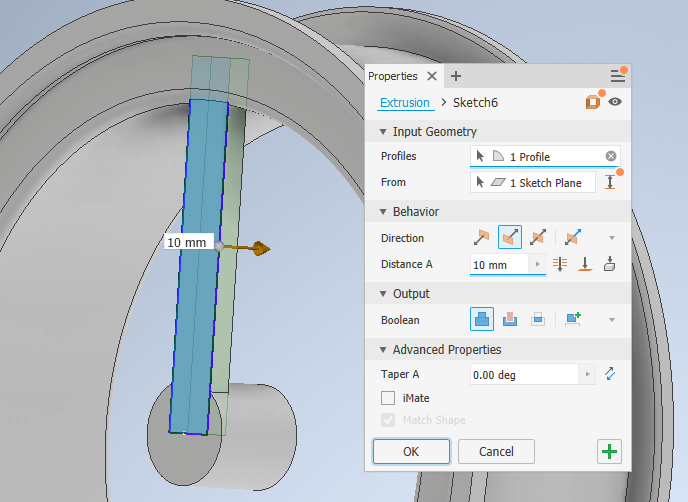 Properties
Extrusion > Sketch6
Input Geometry
Profiles 1 Profile
From 1 Sketch Plane
Behavior
Direction
10 mm
Distance A 10 mm
Output
Boolean
Advanced Properties
Taper A 0.00 deg
iMate
Match Shape
OK Cancel